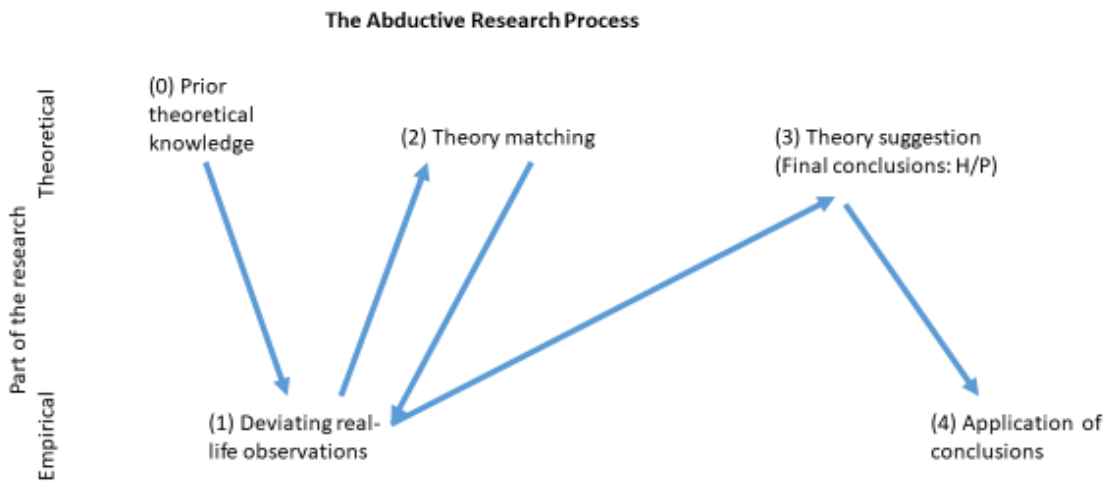 The Abductive Research Process
Part of the research
Theoretical
Empirical
(0) Prior
theoretical
knowledge
(2) Theory matching
(3) Theory suggestion
(Final conclusions: H/P)
(1) Deviating real-
life observations
(4) Application of
conclusions